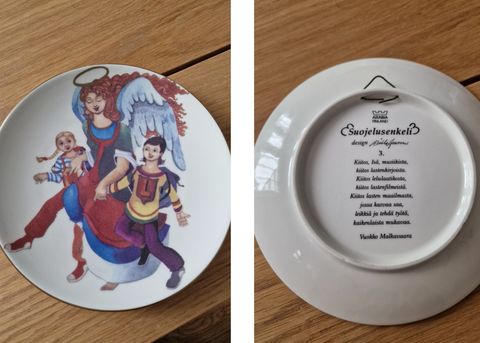 ARABIA
FINLAND
Suojelusenkeli
design
3.
Kiitos, Isä, musiikista,
kiitos lastenkirjoista.
Kiitos lelulaatikosta,
kiitos lastenfilmeistä.
Kiitos lasten maailmasta,
jossa kasvaa saa,
leikkiä ja tehdä työtä,
kaikenlaista mukavaa.
Vuokko Malkavaara